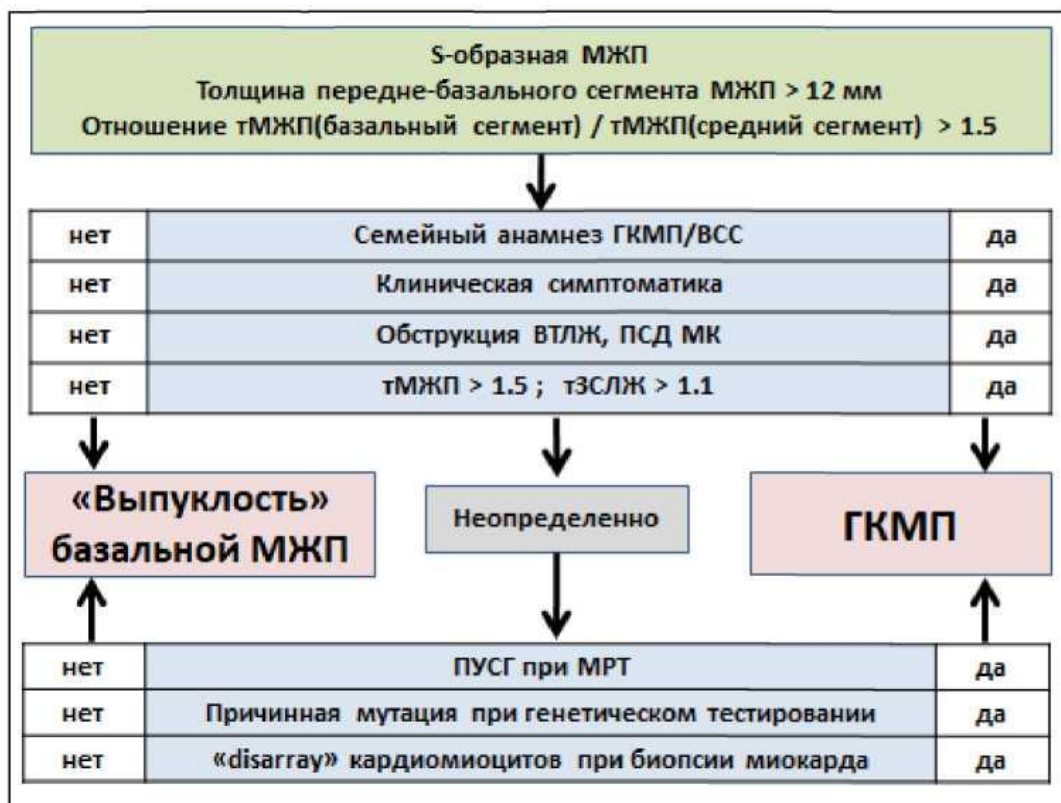 S-образная МЖП
Толщина передне-базального сегмента МЖП > 12 мм
Отношение тМЖП(базальный сегмент) / тМЖП(средний сегмент) > 1.5
нет Семейный анамнез ГКМП/ВСС да
нет Клиническая симптоматика да
нет Обструкция ВТЛЖ, ПСД МК да
нет тМЖП > 1.5 ; тЗСЛЖ > 1.1 да
«Выпуклость»
базальной МЖП
Неопределенно
ГКМП
нет ПУСГ при МРТ да
нет Причинная мутация при генетическом тестировании да
нет «disarray» кардиомиоцитов при биопсии миокарда да